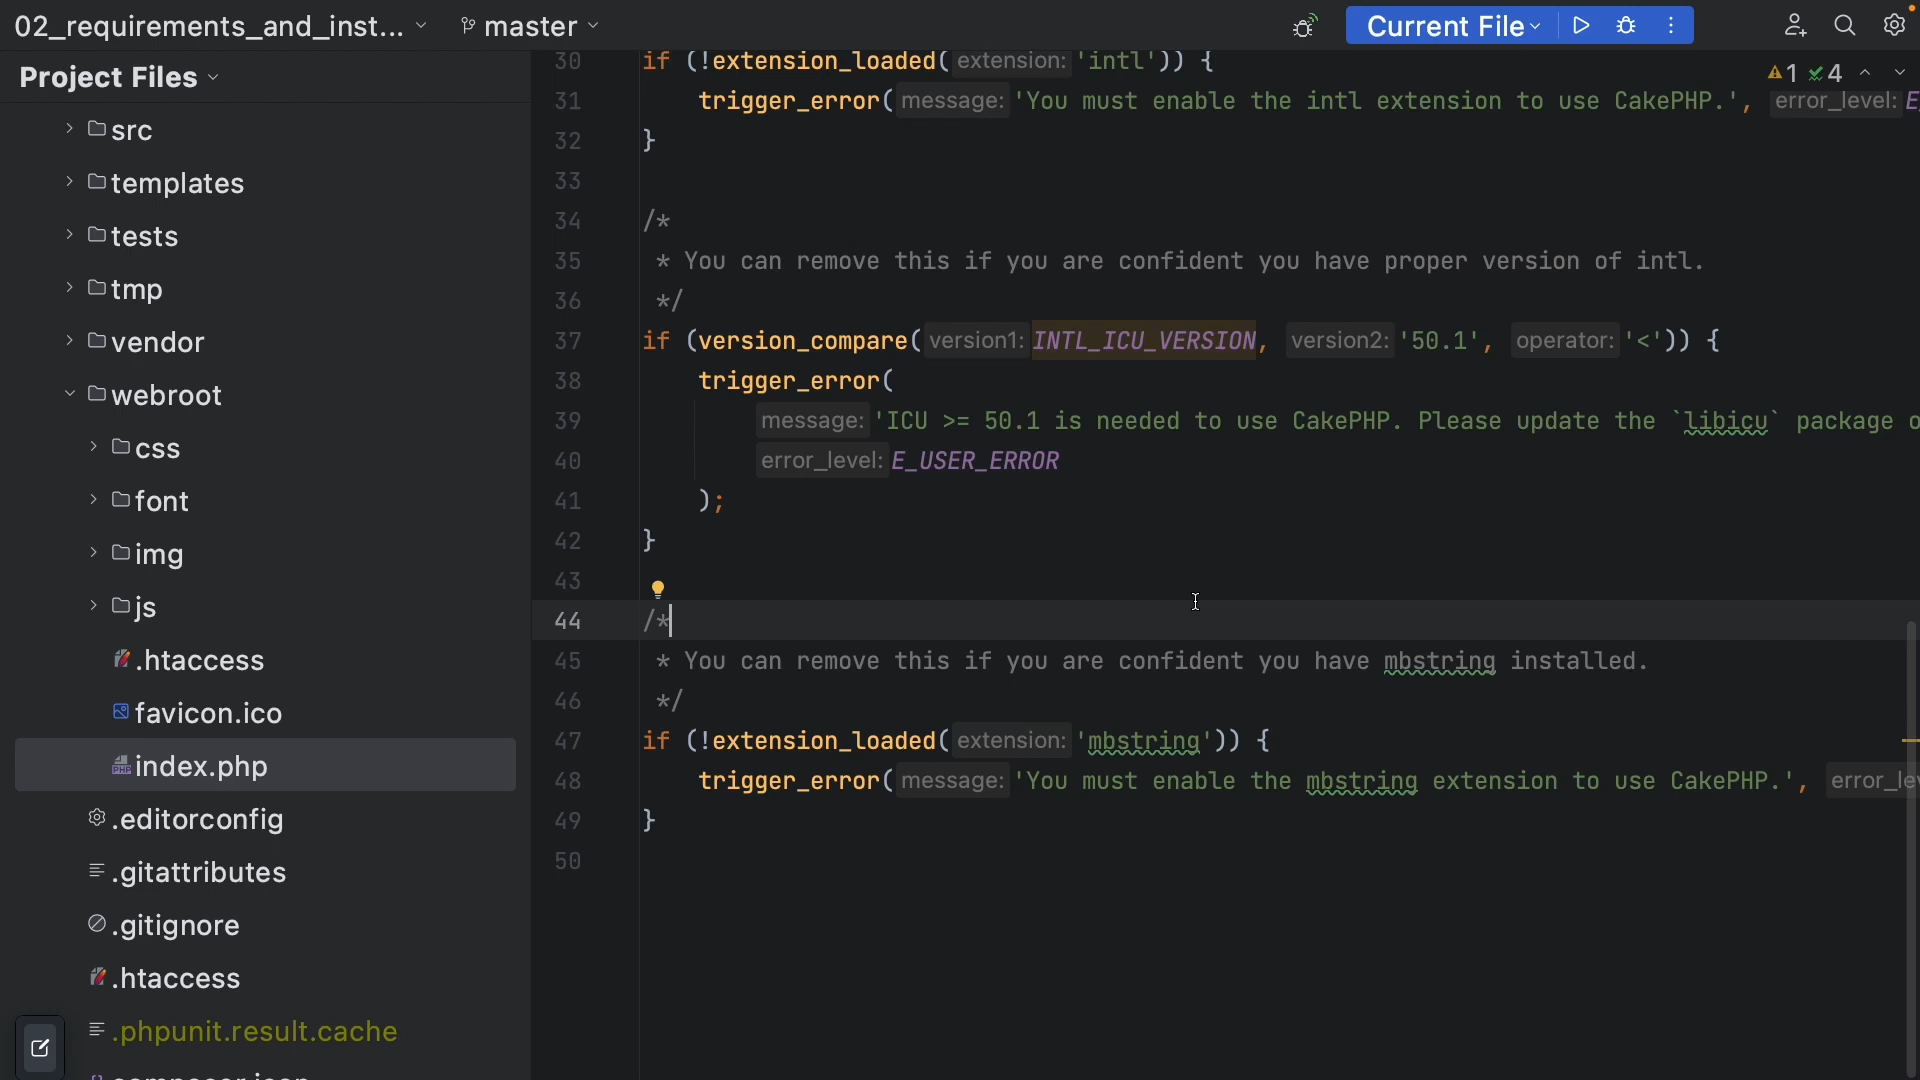 02_requirements_and_inst...
master
Current File
Project Files
src
templates
tests
tmp
vendor
webroot
css
font
img
js
.htaccess
favicon.ico
index.php
.editorconfig
.gitattributes
.gitignore
.htaccess
.phpunit.result.cache
1 4
30 if (!extension_loaded( extension: 'intl')) {
31 trigger_error( message: 'You must enable the intl extension to use CakePHP.', error_level: E
32 }
33
34 /*
35 * You can remove this if you are confident you have proper version of intl.
36 */
37 if (version_compare( version1: INTL_ICU_VERSION, version2: '50.1', operator: '<')) {
38 trigger_error(
39 message: 'ICU >= 50.1 is needed to use CakePHP. Please update the `libicu` package o
40 error_level: E_USER_ERROR
41 );
42 }
43
44 /*
45 * You can remove this if you are confident you have mbstring installed.
46 */
47 if (!extension_loaded( extension: 'mbstring')) {
48 trigger_error( message: 'You must enable the mbstring extension to use CakePHP.', error_le
49 }
50